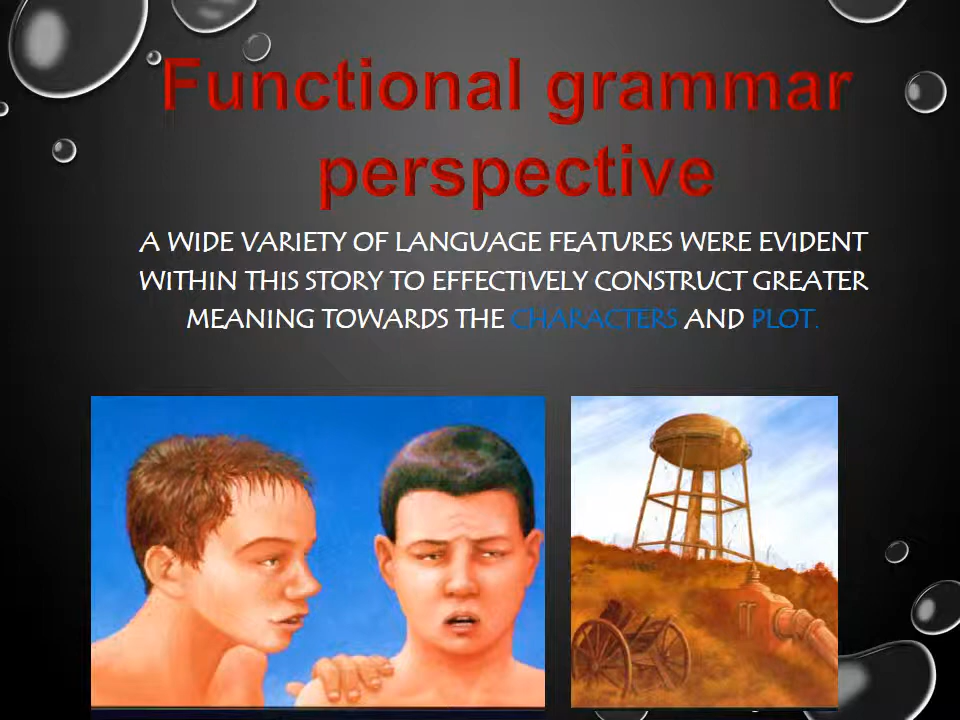 Functional grammar
perspective
A WIDE VARIETY OF LANGUAGE FEATURES WERE EVIDENT
WITHIN THIS STORY TO EFFECTIVELY CONSTRUCT GREATER
MEANING TOWARDS THE CHARACTERS AND PLOT.